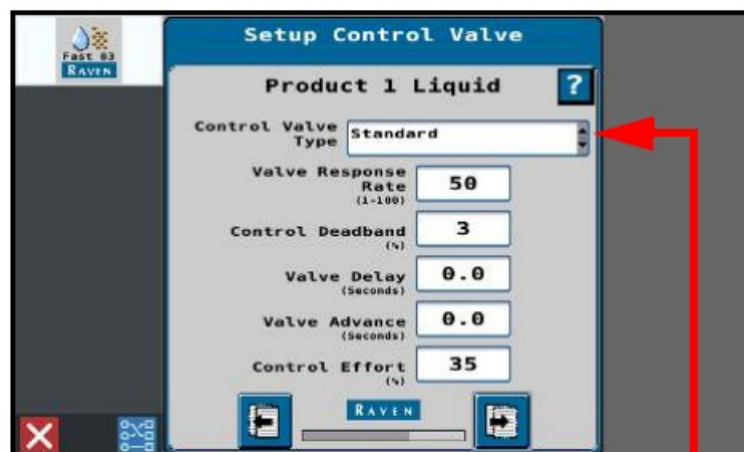 Setup Control Valve
Fast 83
RAVEN
Product 1 Liquid
?
Control Valve
Type
Standard
Valve Response
Rate
(1-100)
50
Control Deadband
(%)
3
Valve Delay
(Seconds)
0.0
Valve Advance
(Seconds)
0.0
Control Effort
(%)
35
RAVEN